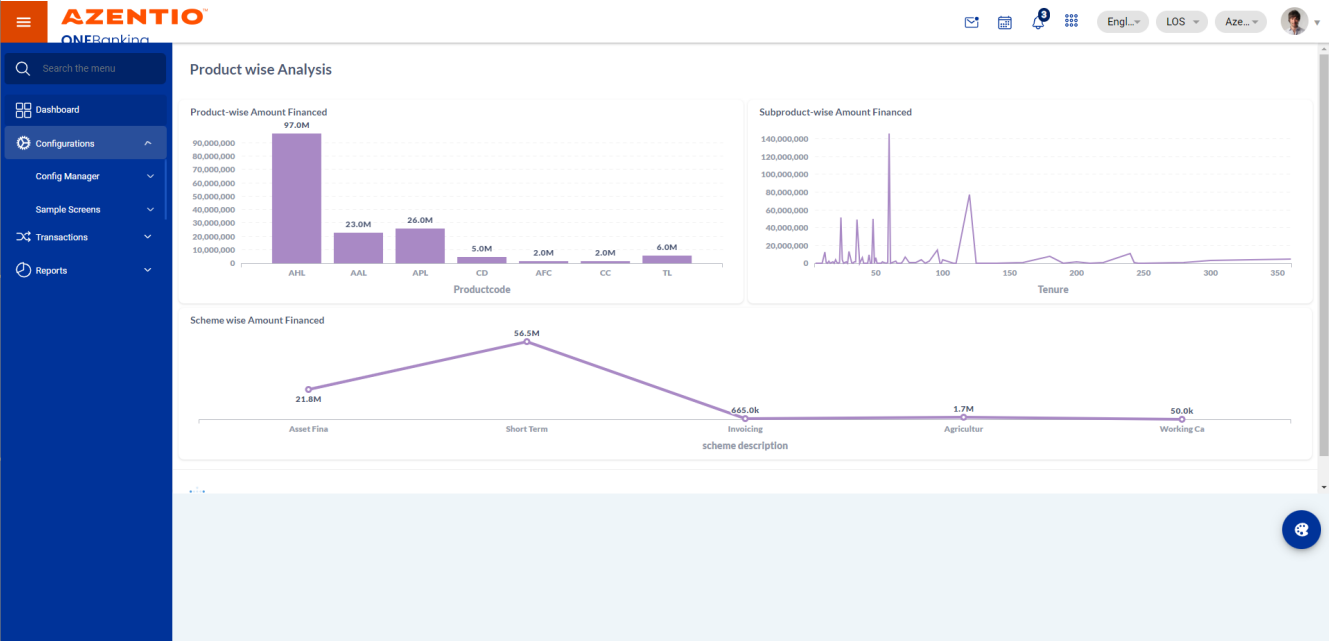 AZENTIO™
ONEBanking
3
Engl...
LOS
Aze...
Search the menu
Dashboard
Configurations
Config Manager
Sample Screens
Transactions
Reports
Product wise Analysis
Product-wise Amount Financed
97.0M
90,000,000
80,000,000
70,000,000
60,000,000
50,000,000
40,000,000
30,000,000
20,000,000
10,000,000
0
23.0M
26.0M
5.0M
2.0M
2.0M
6.0M
AHL
AAL
APL
CD
AFC
CC
TL
Productcode
Subproduct-wise Amount Financed
140,000,000
120,000,000
100,000,000
80,000,000
60,000,000
40,000,000
20,000,000
0
50
100
150
200
250
300
350
Tenure
Scheme wise Amount Financed
21.8M
56.5M
665.0k
1.7M
50.0k
Asset Fina
Short Term
Invoicing
Agricultur
Working Ca
scheme description